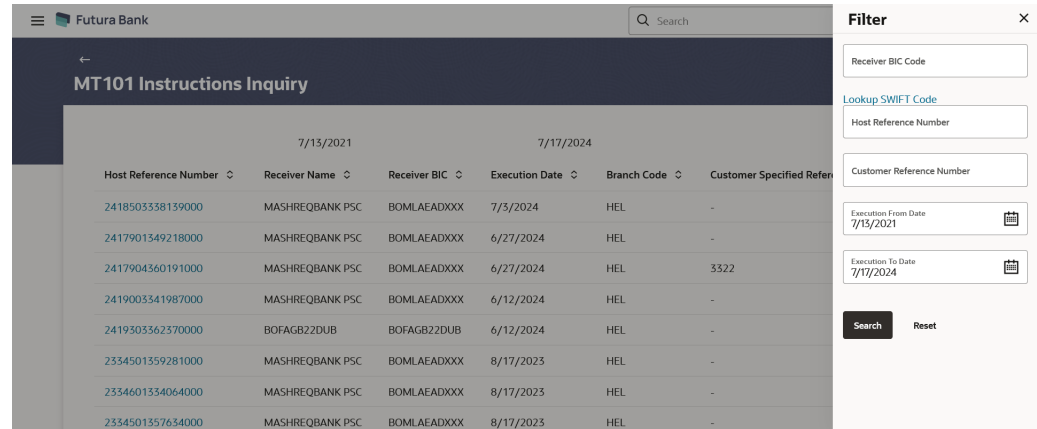 Futura Bank
Search
MT101 Instructions Inquiry
7/13/2021 7/17/2024
Host Reference Number Receiver Name Receiver BIC Execution Date Branch Code Customer Specified Refere
2418503338139000 MASHREQBANK PSC BOMLAEADXXX 7/3/2024 HEL -
2417901349218000 MASHREQBANK PSC BOMLAEADXXX 6/27/2024 HEL -
2417904360191000 MASHREQBANK PSC BOMLAEADXXX 6/27/2024 HEL 3322
2419003341987000 MASHREQBANK PSC BOMLAEADXXX 6/12/2024 HEL -
2419303362370000 BOFAGB22DUB BOFAGB22DUB 6/12/2024 HEL -
2334501359281000 MASHREQBANK PSC BOMLAEADXXX 8/17/2023 HEL -
2334601334064000 MASHREQBANK PSC BOMLAEADXXX 8/17/2023 HEL -
2334501357634000 MASHREQBANK PSC BOMLAEADXXX 8/17/2023 HEL -
Filter
Receiver BIC Code
Lookup SWIFT Code
Host Reference Number
Customer Reference Number
Execution From Date
7/13/2021
Execution To Date
7/17/2024
Search Reset